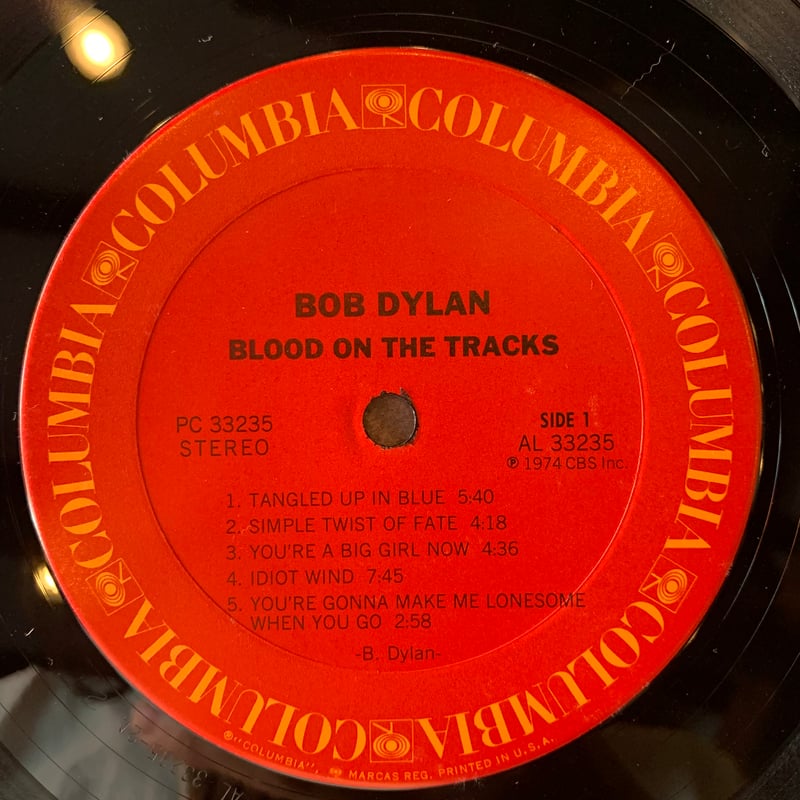 COLUMBIA COLUMBIA COLUMBIA COLUMBIA COLUMBIA COLUMBIA COLUMBIA COLUMBIA
BOB DYLAN
BLOOD ON THE TRACKS
PC 33235
STEREO
SIDE 1
AL 33235
℗ 1974 CBS Inc.
1. TANGLED UP IN BLUE 5:40
2. SIMPLE TWIST OF FATE 4:18
3. YOU'RE A BIG GIRL NOW 4:36
4. IDIOT WIND 7:45
5. YOU'RE GONNA MAKE ME LONESOME
WHEN YOU GO 2:58
-B. Dylan-
®"COLUMBIA", MARCAS REG. PRINTED IN U.S.A.